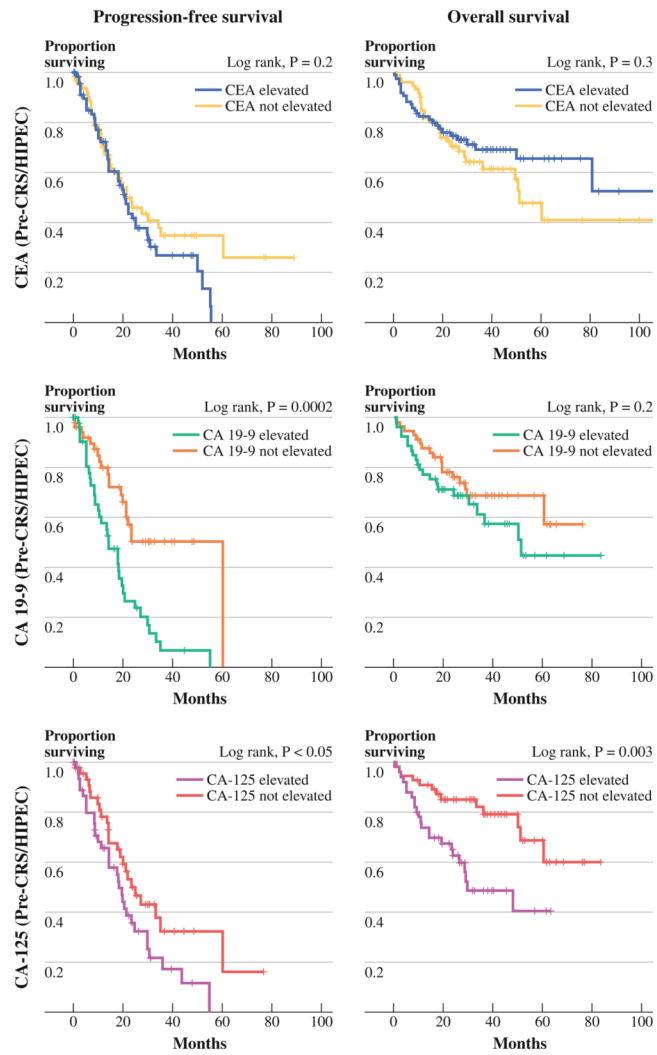 Progression-free survival
Overall survival
CEA (Pre-CRS/HIPEC)
Proportion
surviving
Log rank, P = 0.2
CEA elevated
CEA not elevated
1.0
0.8
0.6
0.4
0.2
0 20 40 60 80 100
Months
Proportion
surviving
Log rank, P = 0.3
CEA elevated
CEA not elevated
1.0
0.8
0.6
0.4
0.2
0 20 40 60 80 100
Months
CA 19-9 (Pre-CRS/HIPEC)
Proportion
surviving
Log rank, P = 0.0002
CA 19-9 elevated
CA 19-9 not elevated
1.0
0.8
0.6
0.4
0.2
0 20 40 60 80 100
Months
Proportion
surviving
Log rank, P = 0.2
CA 19-9 elevated
CA 19-9 not elevated
1.0
0.8
0.6
0.4
0.2
0 20 40 60 80 100
Months
CA-125 (Pre-CRS/HIPEC)
Proportion
surviving
Log rank, P < 0.05
CA-125 elevated
CA-125 not elevated
1.0
0.8
0.6
0.4
0.2
0 20 40 60 80 100
Months
Proportion
surviving
Log rank, P = 0.003
CA-125 elevated
CA-125 not elevated
1.0
0.8
0.6
0.4
0.2
0 20 40 60 80 100
Months